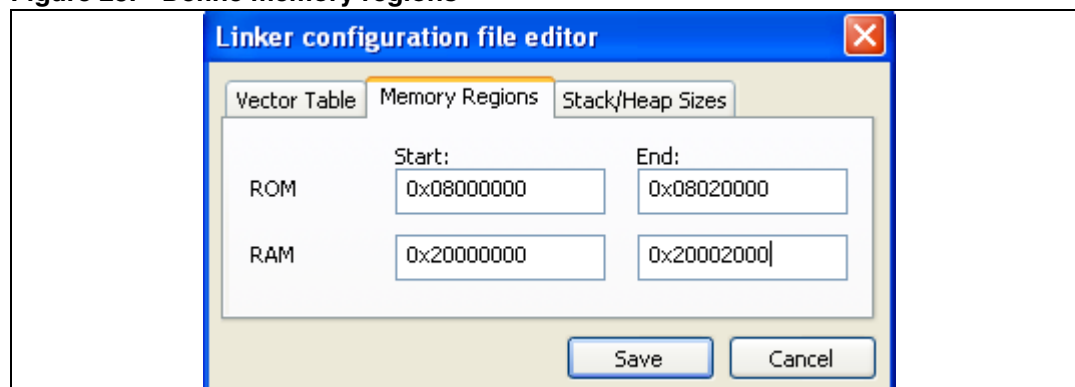 Linker configuration file editor
Vector Table Memory Regions Stack/Heap Sizes
Start: End:
ROM 0x08000000 0x08020000
RAM 0x20000000 0x20002000
Save Cancel